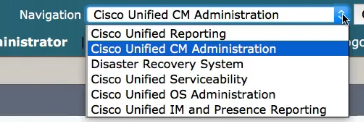 Navigation Cisco Unified CM Administration
Cisco Unified Reporting
Cisco Unified CM Administration
Disaster Recovery System
Cisco Unified Serviceability
Cisco Unified OS Administration
Cisco Unified IM and Presence Reporting